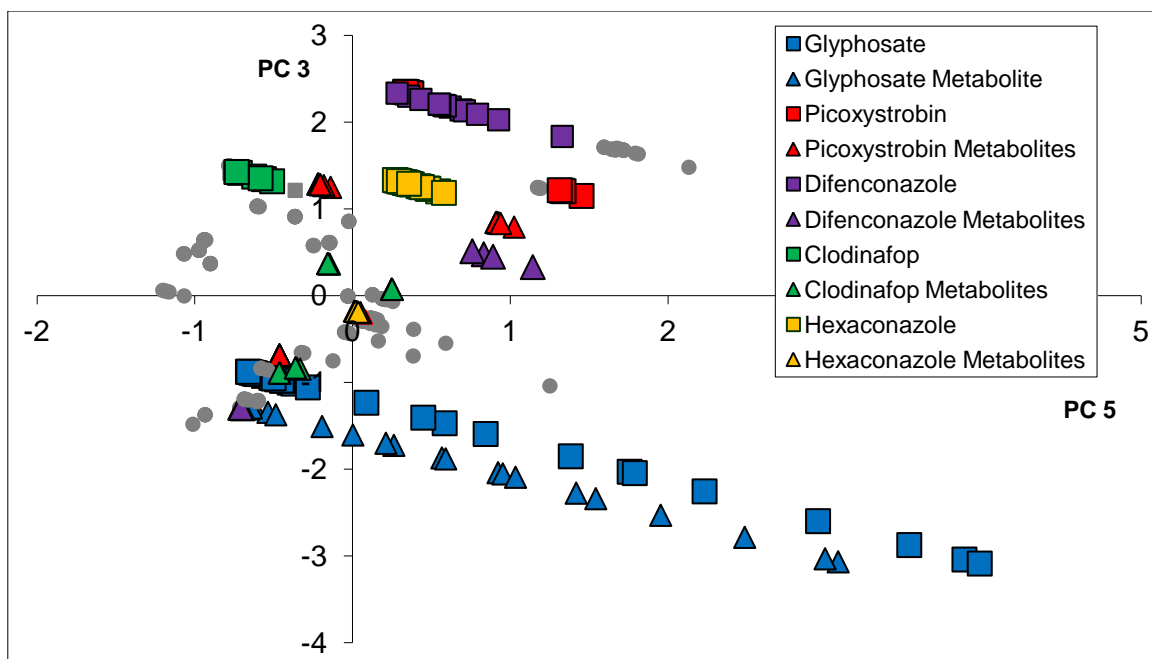 3
PC 3
2
1
0
-2
-1
0
1
2
5
-1
-2
PC 5
-3
-4
Glyphosate
Glyphosate Metabolite
Picoxystrobin
Picoxystrobin Metabolites
Difenconazole
Difenconazole Metabolites
Clodinafop
Clodinafop Metabolites
Hexaconazole
Hexaconazole Metabolites